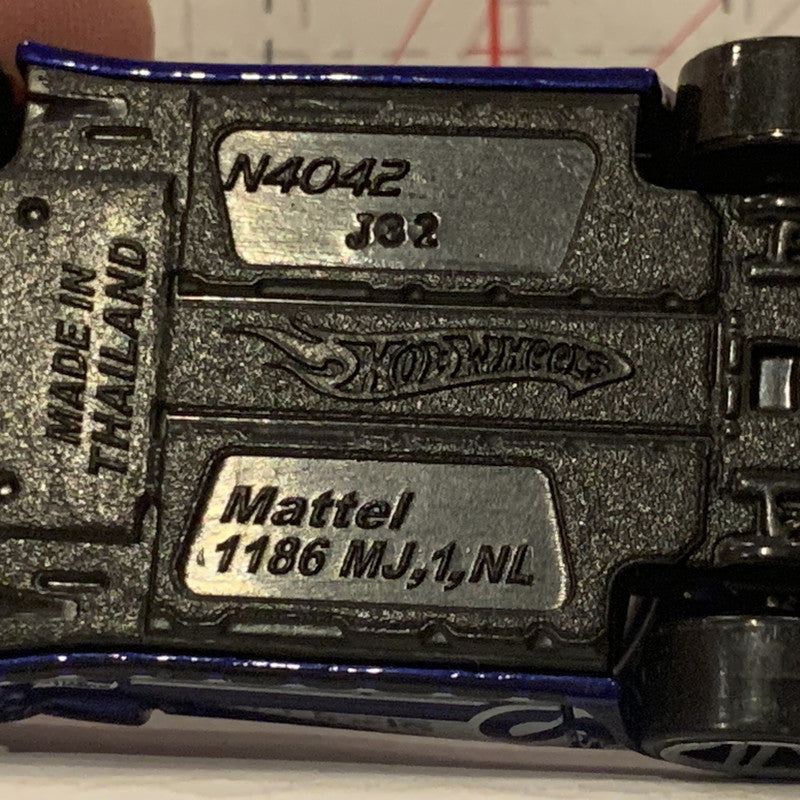 N4042
J32
MADE IN
THAILAND
Hot Wheels
Mattel
1186 MJ,1,NL